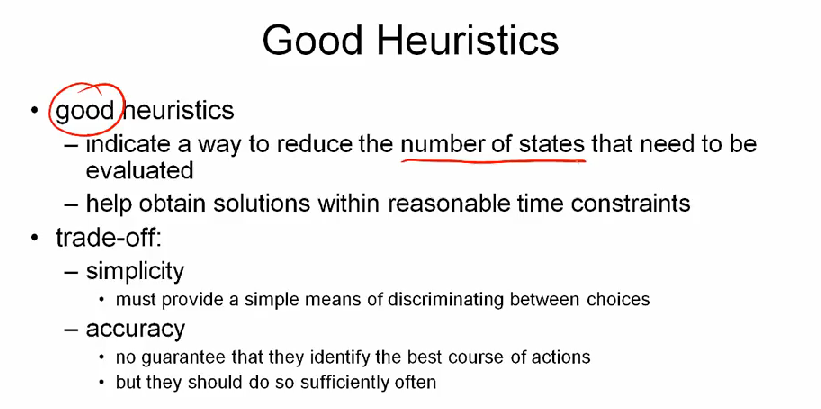 Good Heuristics
• good heuristics
– indicate a way to reduce the number of states that need to be
evaluated
– help obtain solutions within reasonable time constraints
• trade-off:
– simplicity
• must provide a simple means of discriminating between choices
– accuracy
• no guarantee that they identify the best course of actions
• but they should do so sufficiently often